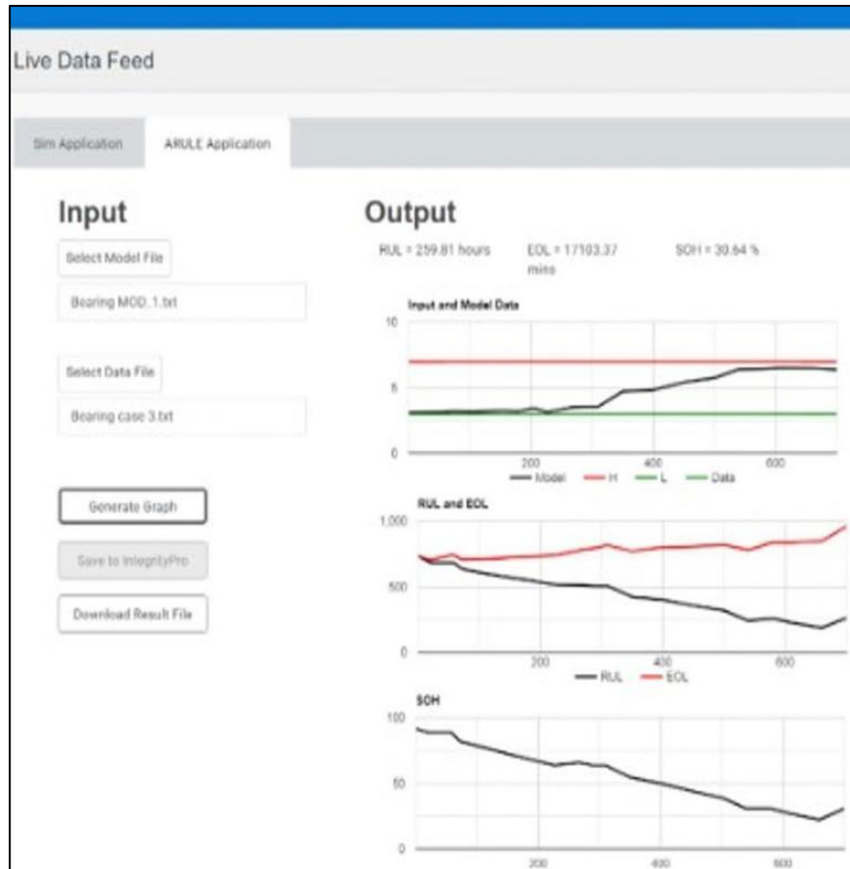 Live Data Feed
Sim Application
ARULE Application
Input
Select Model File
Bearing MOD_1.txt
Select Data File
Bearing case 3.txt
Generate Graph
Save to IntegrityPro
Download Result File
Output
RUL = 259.81 hours
EOL = 17103.37
mins
SOH = 30.64 %
Input and Model Data
10
5
0
200
400
600
Model
H
L
Data
RUL and EOL
1,000
500
0
200
400
600
RUL
EOL
SOH
100
50
0
200
400
600